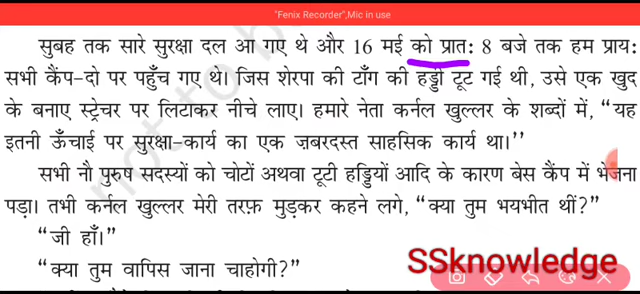 "Fenix Recorder",Mic in use
सुबह तक सारे सुरक्षा दल आ गए थे और 16 मई को प्रात: 8 बजे तक हम प्राय:
सभी कैंप-दो पर पहुँच गए थे। जिस शेरपा की टाँग की हड्डी टूट गई थी, उसे एक खुद
के बनाए स्ट्रेचर पर लिटाकर नीचे लाए। हमारे नेता कर्नल खुल्लर के शब्दों में, “यह
इतनी ऊँचाई पर सुरक्षा-कार्य का एक जबरदस्त साहसिक कार्य था।''
सभी नौ पुरुष सदस्यों को चोटों अथवा टूटी हड्डियों आदि के कारण बेस कैंप में भेजना
पड़ा। तभी कर्नल खुल्लर मेरी तरफ़ मुड़कर कहने लगे, “क्या तुम भयभीत थीं?”
“जी हाँ।”
“क्या तुम वापिस जाना चाहोगी?”
SSknowledge